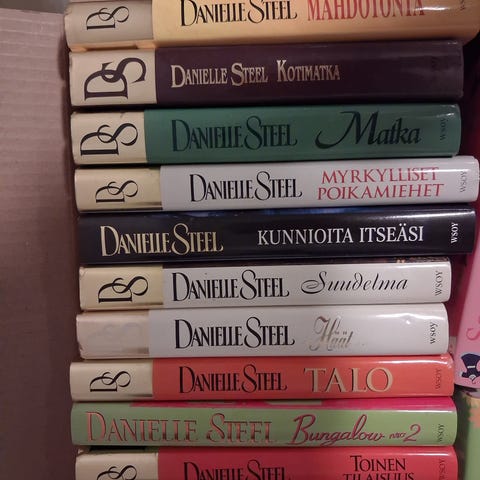 DANIELLE STEEL MAHDOTONTA
DS DANIELLE STEEL KOTIMATKA
DS DANIELLE STEEL Matka WSOY
DS DANIELLE STEEL MYRKYLLISET
POIKAMIEHET WSOY
DANIELLE STEEL KUNNIOITA ITSEÄSI WSOY
DS DANIELLE STEEL Suudelma WSOY
DANIELLE STEEL WSOY
DS DANIELLE STEEL TALO WSOY
DANIELLE STEEL Bungalow nro 2 WSOY
DS DANIELLE STEEL TOINEN
TILAISUUS WSOY